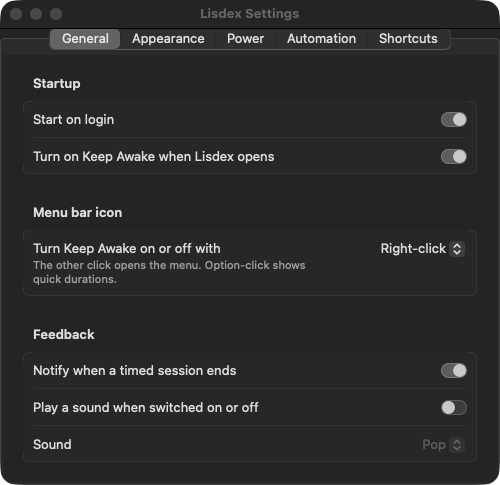 Lisdex Settings
General Appearance Power Automation Shortcuts
Startup
Start on login
Turn on Keep Awake when Lisdex opens
Menu bar icon
Turn Keep Awake on or off with Right-click
The other click opens the menu. Option-click shows
quick durations.
Feedback
Notify when a timed session ends
Play a sound when switched on or off
Sound Pop